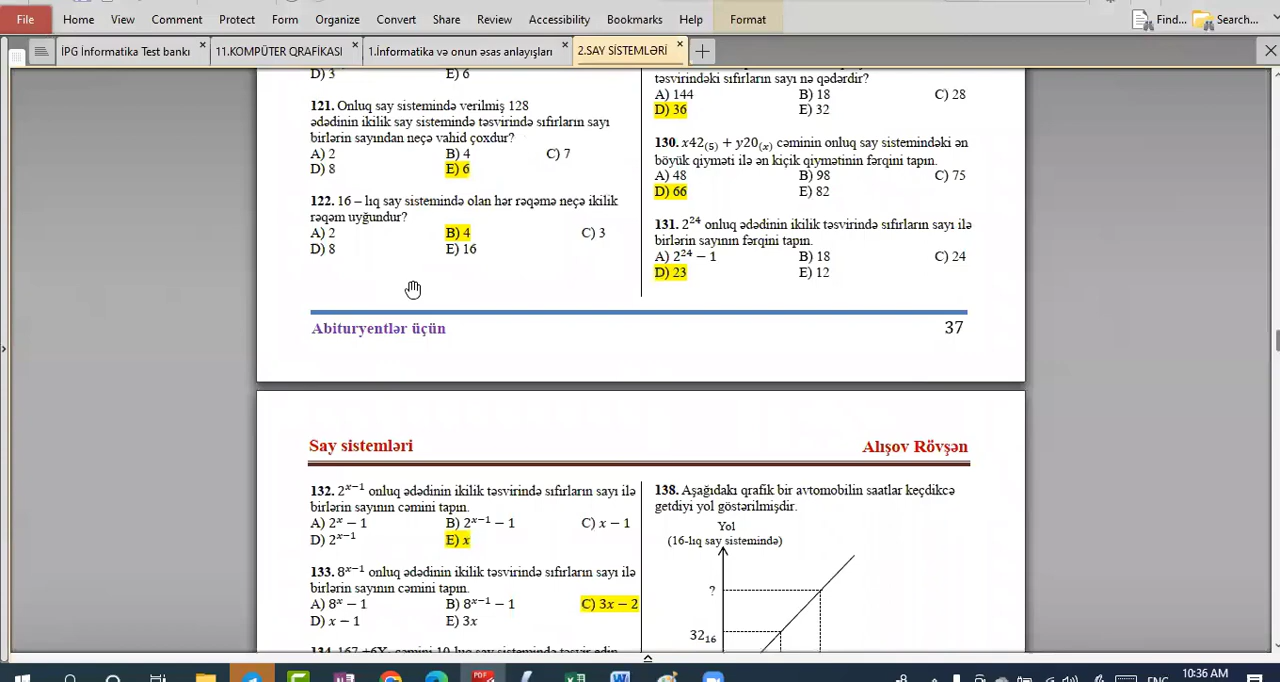 File Home View Comment Protect Form Organize Convert Share Review Accessibility Bookmarks Help Format Find... Search...
İPG İnformatika Test bankı 11.KOMPÜTER QRAFİKASI 1.İnformatika və onun əsas anlayışları 2.SAY SİSTEMLƏRİ
D) 3 E) 6
121. Onluq say sistemində verilmiş 128
ədədinin ikilik say sistemində təsvirində sıfırların sayı
birlərin sayından neçə vahid çoxdur?
A) 2 B) 4 C) 7
D) 8 E) 6
122. 16 – lıq say sistemində olan hər rəqəmə neçə ikilik
rəqəm uyğundur?
A) 2 B) 4 C) 3
D) 8 E) 16
təsvirindəki sıfırların sayı nə qədərdir?
A) 144 B) 18 C) 28
D) 36 E) 32
130. x42₍₅₎ + y20₍ₓ₎ cəminin onluq say sistemindəki ən
böyük qiyməti ilə ən kiçik qiymətinin fərqini tapın.
A) 48 B) 98 C) 75
D) 66 E) 82
131. 2²⁴ onluq ədədinin ikilik təsvirində sıfırların sayı ilə
birlərin sayının fərqini tapın.
A) 2²⁴ − 1 B) 18 C) 24
D) 23 E) 12
Abituryentlər üçün 37
Say sistemləri Alışov Rövşən
132. 2ˣ⁻¹ onluq ədədinin ikilik təsvirində sıfırların sayı ilə
birlərin sayının cəmini tapın.
A) 2ˣ − 1 B) 2ˣ⁻¹ − 1 C) x − 1
D) 2ˣ⁻¹ E) x
133. 8ˣ⁻¹ onluq ədədinin ikilik təsvirində sıfırların sayı ilə
birlərin sayının cəmini tapın.
A) 8ˣ − 1 B) 8ˣ⁻¹ − 1 C) 3x − 2
D) x − 1 E) 3x
138. Aşağıdakı qrafik bir avtomobilin saatlar keçdikcə
getdiyi yol göstərilmişdir.
Yol
(16-lıq say sistemində)
?
32₁₆
10:36 AM
ENG